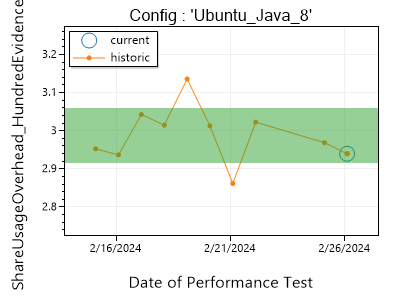 Config : 'Ubuntu_Java_8'
ShareUsageOverhead_HundredEvidence
current
historic
3.2
3.1
3
2.9
2.8
2/16/2024
2/21/2024
2/26/2024
Date of Performance Test